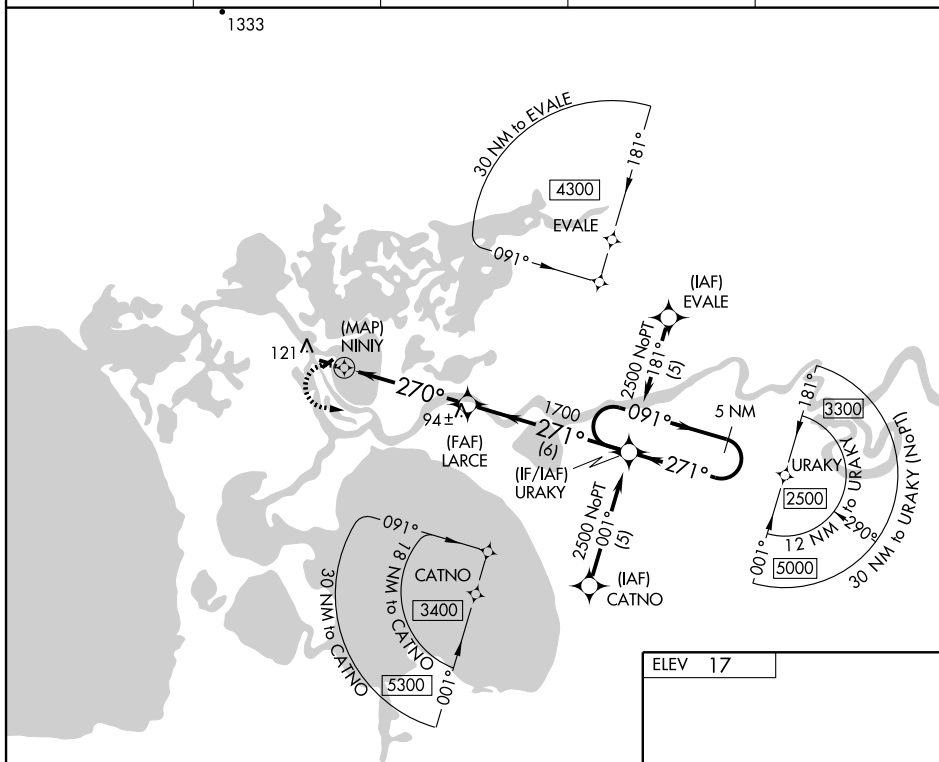 1333
30 NM to EVALE
181°
4300
EVALE
091°
(IAF)
EVALE
2500 NoPT
181°
(5)
(MAP)
NINIY
121
270°
94±
(FAF)
LARCE
1700
271°
(6)
091°
5 NM
(IF/IAF)
URAKY
271°
181°
3300
URAKY
2500
12 NM to URAKY
290°
30 NM to URAKY (NoPT)
001°
5000
2500 NoPT
001°
(5)
(IAF)
CATNO
091°
CATNO
3400
18 NM to CATNO
30 NM to CATNO
5300
001°
ELEV 17